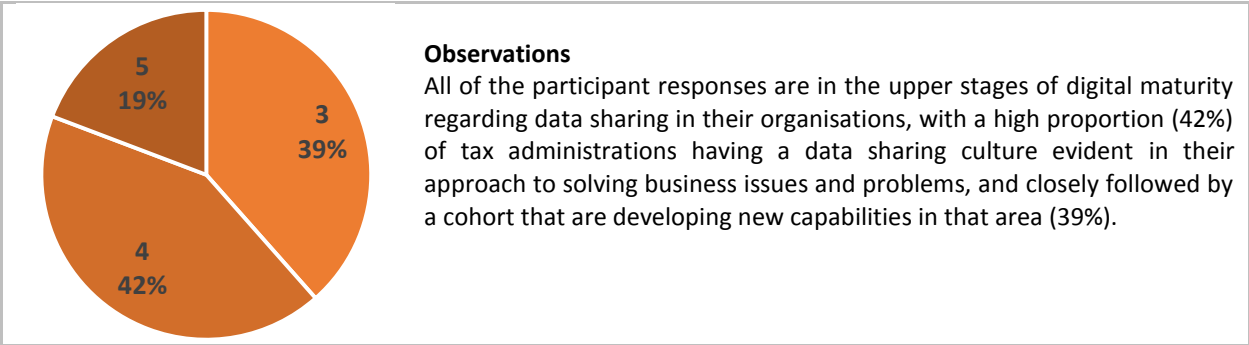 5
19%
3
39%
4
42%
Observations
All of the participant responses are in the upper stages of digital maturity
regarding data sharing in their organisations, with a high proportion (42%)
of tax administrations having a data sharing culture evident in their
approach to solving business issues and problems, and closely followed by
a cohort that are developing new capabilities in that area (39%).